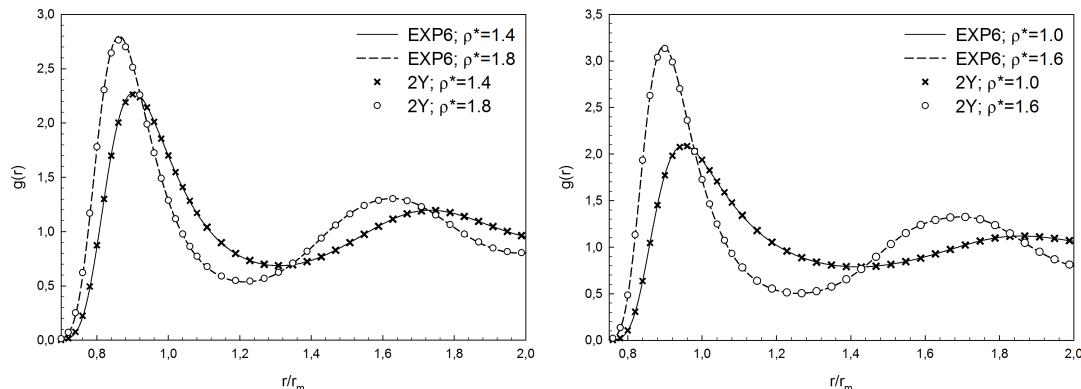 3,0
2,5
2,0
1,5
1,0
0,5
0,0
g(r)
EXP6; ρ*=1.4
EXP6; ρ*=1.8
2Y; ρ*=1.4
2Y; ρ*=1.8
0,8 1,0 1,2 1,4 1,6 1,8 2,0
r/rm
3,5
3,0
2,5
2,0
1,5
1,0
0,5
0,0
g(r)
EXP6; ρ*=1.0
EXP6; ρ*=1.6
2Y; ρ*=1.0
2Y; ρ*=1.6
0,8 1,0 1,2 1,4 1,6 1,8 2,0
r/rm